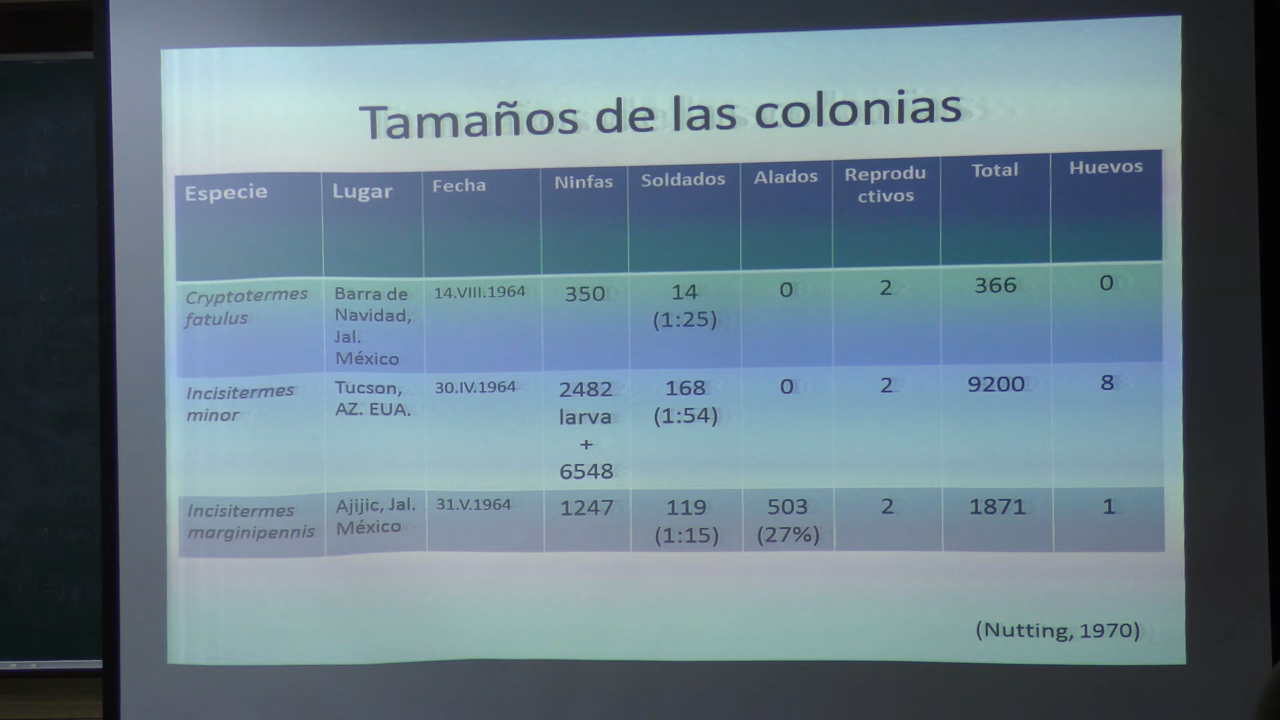 Tamaños de las colonias
Especie
Lugar
Fecha
Ninfas
Soldados
Alados
Reprodu
ctivos
Total
Huevos
Cryptotermes
fatulus
Barra de
Navidad,
Jal.
México
14.VIII.1964
350
14
(1:25)
0
2
366
0
Incisitermes
minor
Tucson,
AZ. EUA.
30.IV.1964
2482
larva
+
6548
168
(1:54)
0
2
9200
8
Incisitermes
marginipennis
Ajijic, Jal.
México
31.V.1964
1247
119
(1:15)
503
(27%)
2
1871
1
(Nutting, 1970)